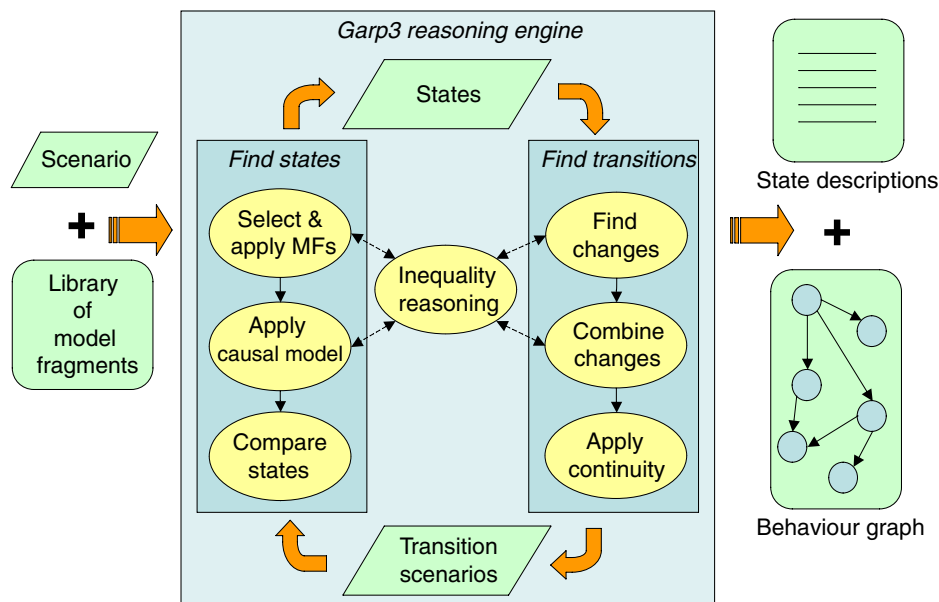 Garp3 reasoning engine
States
Scenario
+
Library
of
model
fragments
Find states
Select &
apply MFs
Apply
causal model
Compare
states
Inequality
reasoning
Find transitions
Find
changes
Combine
changes
Apply
continuity
Transition
scenarios
State descriptions
+
Behaviour graph